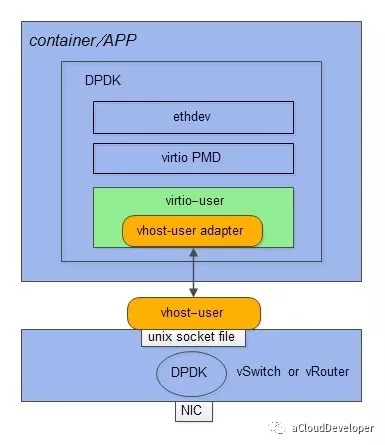 container/APP
DPDK
ethdev
virtio PMD
virtio–user
vhost-user adapter
vhost–user
unix socket file
DPDK
vSwitch or vRouter
NIC
aCloudDeveloper